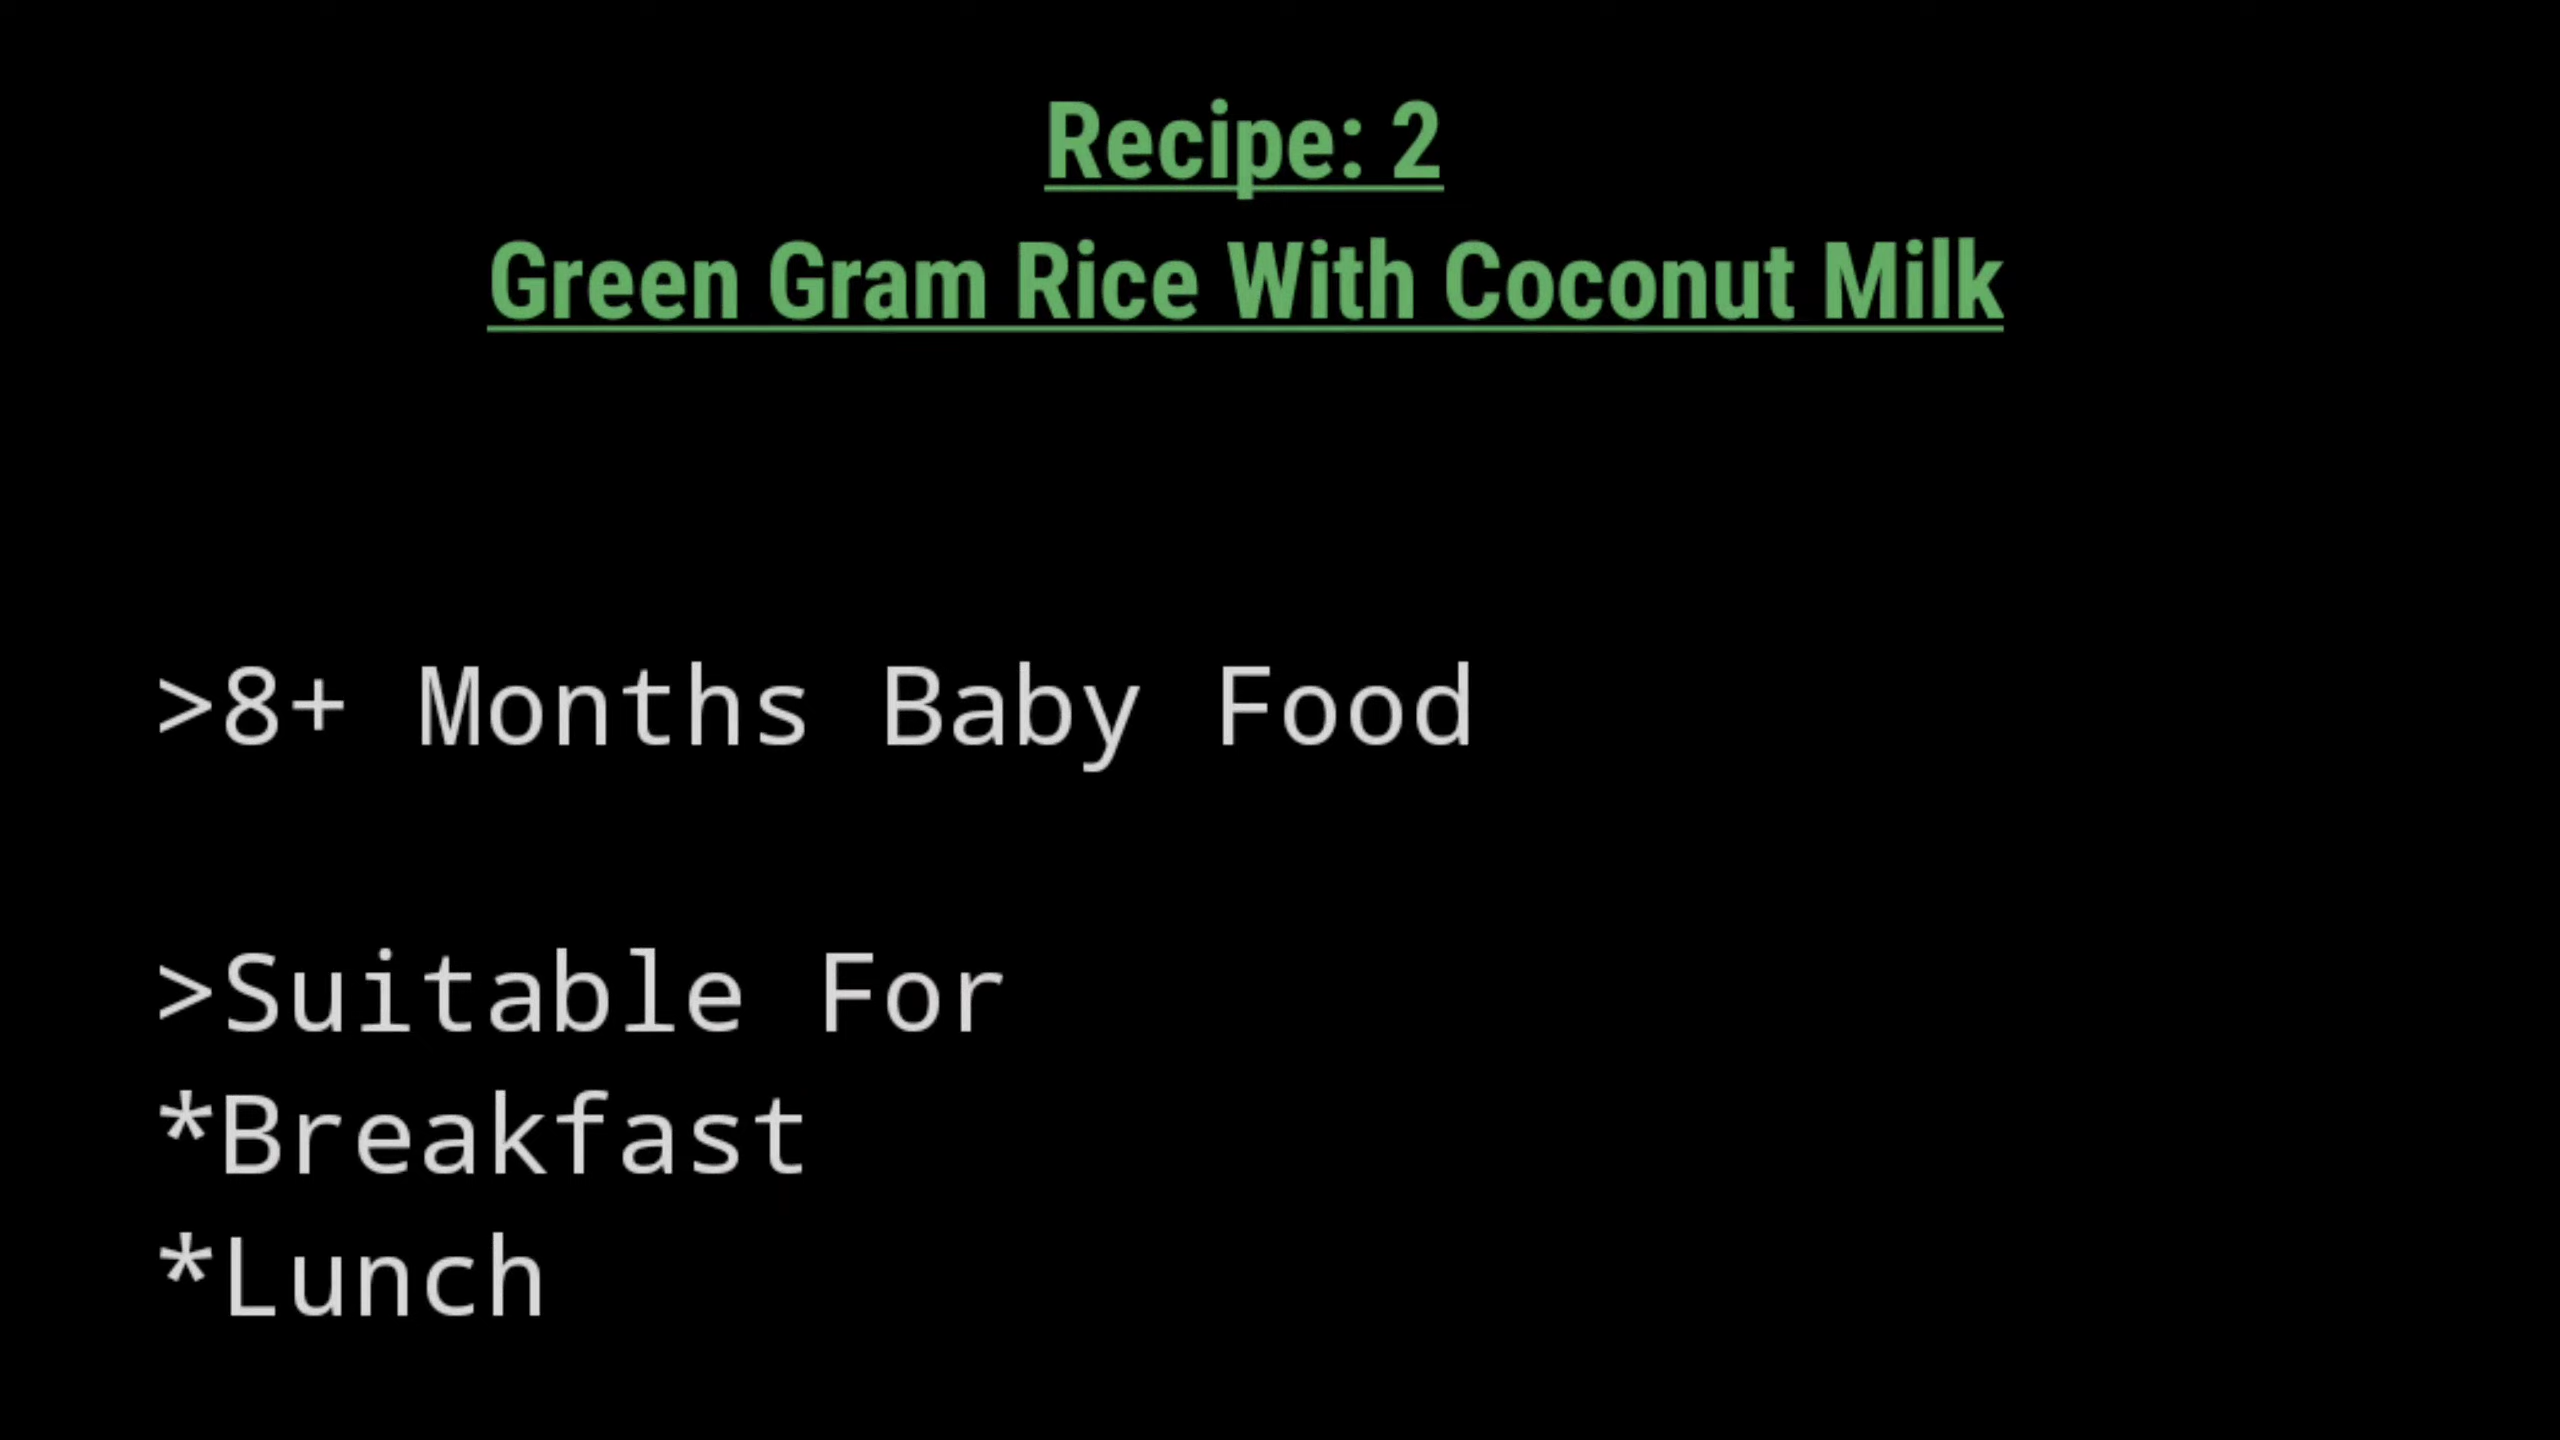 Recipe: 2
Green Gram Rice With Coconut Milk
>8+ Months Baby Food
>Suitable For
*Breakfast
*Lunch